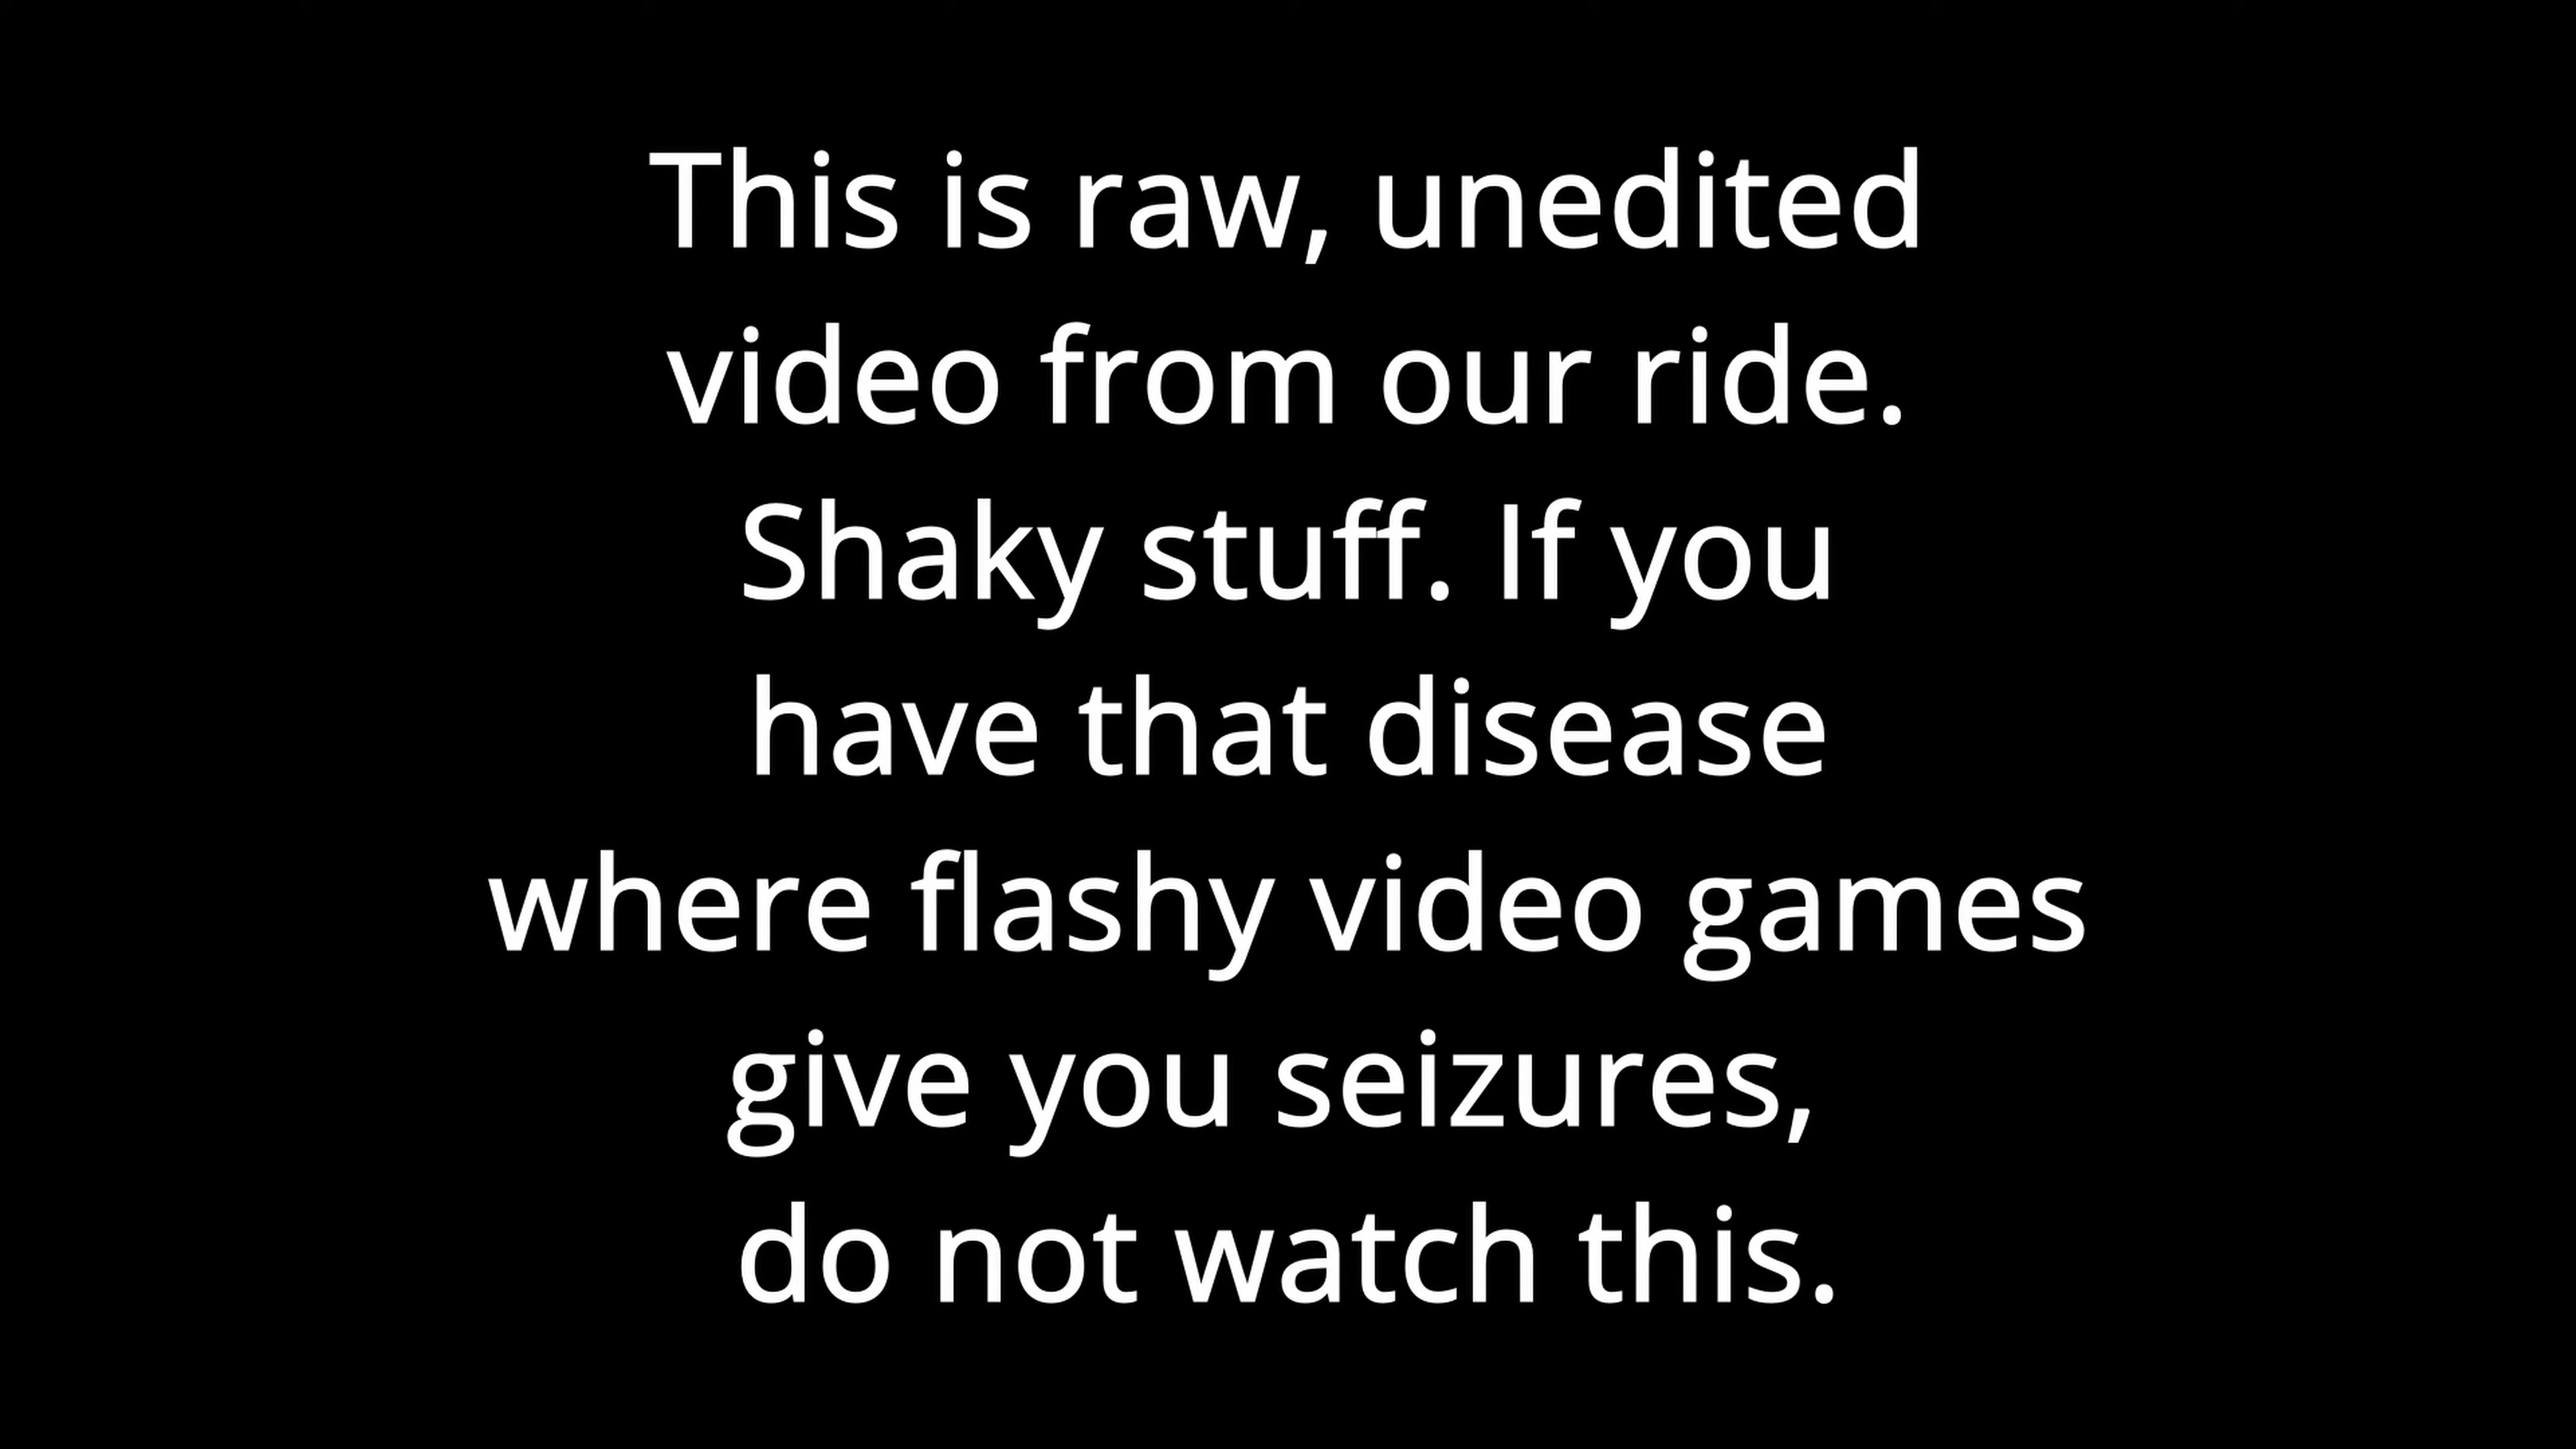 This is raw, unedited
video from our ride.
Shaky stuff. If you
have that disease
where flashy video games
give you seizures,
do not watch this.